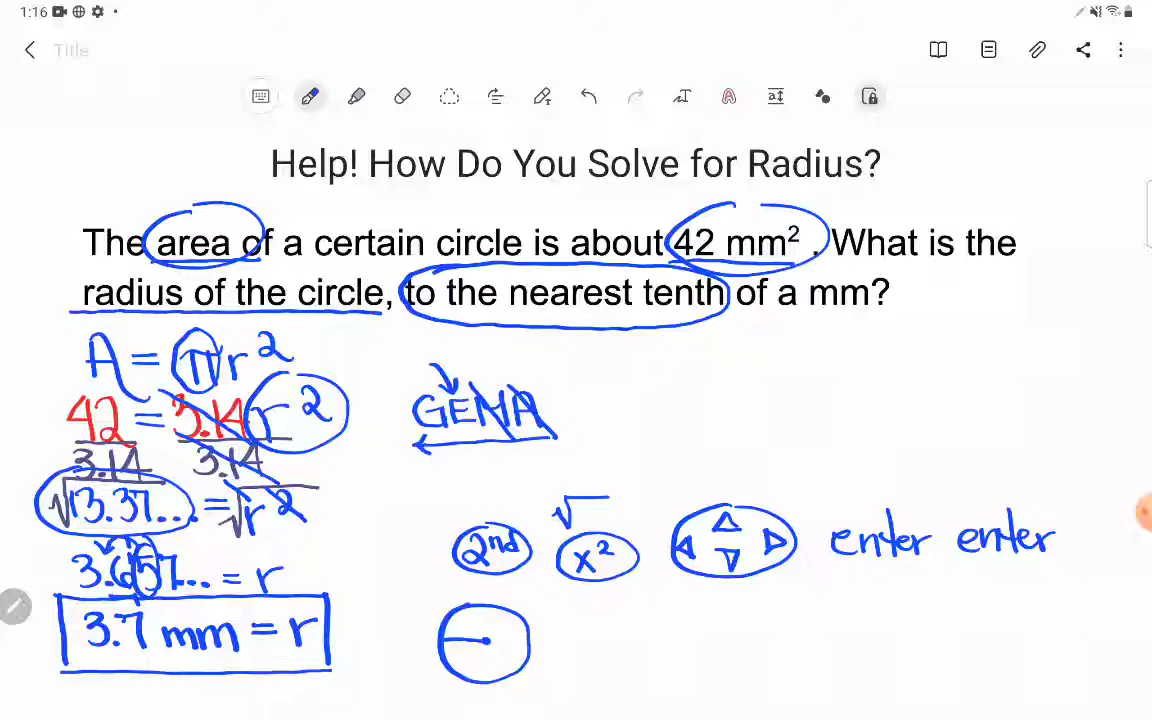 1:16
Title
Help! How Do You Solve for Radius?
The area of a certain circle is about 42 mm². What is the
radius of the circle, to the nearest tenth of a mm?
A = πr²
42 = 3.14 r²
3.14 3.14
√13.37... = √r²
3.657... = r
3.7 mm = r
GEMA
√
2nd x² enter enter